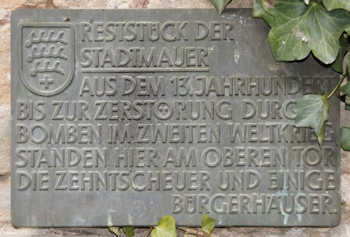 RESTSTÜCK DER
STADTMAUER
AUS DEM 13. JAHRHUNDERT
BIS ZUR ZERSTÖRUNG DURCH
BOMBEN IM ZWEITEN WELTKRIEG
STANDEN HIER AM OBEREN TOR
DIE ZEHNTSCHEUER UND EINIGE
BÜRGERHÄUSER.